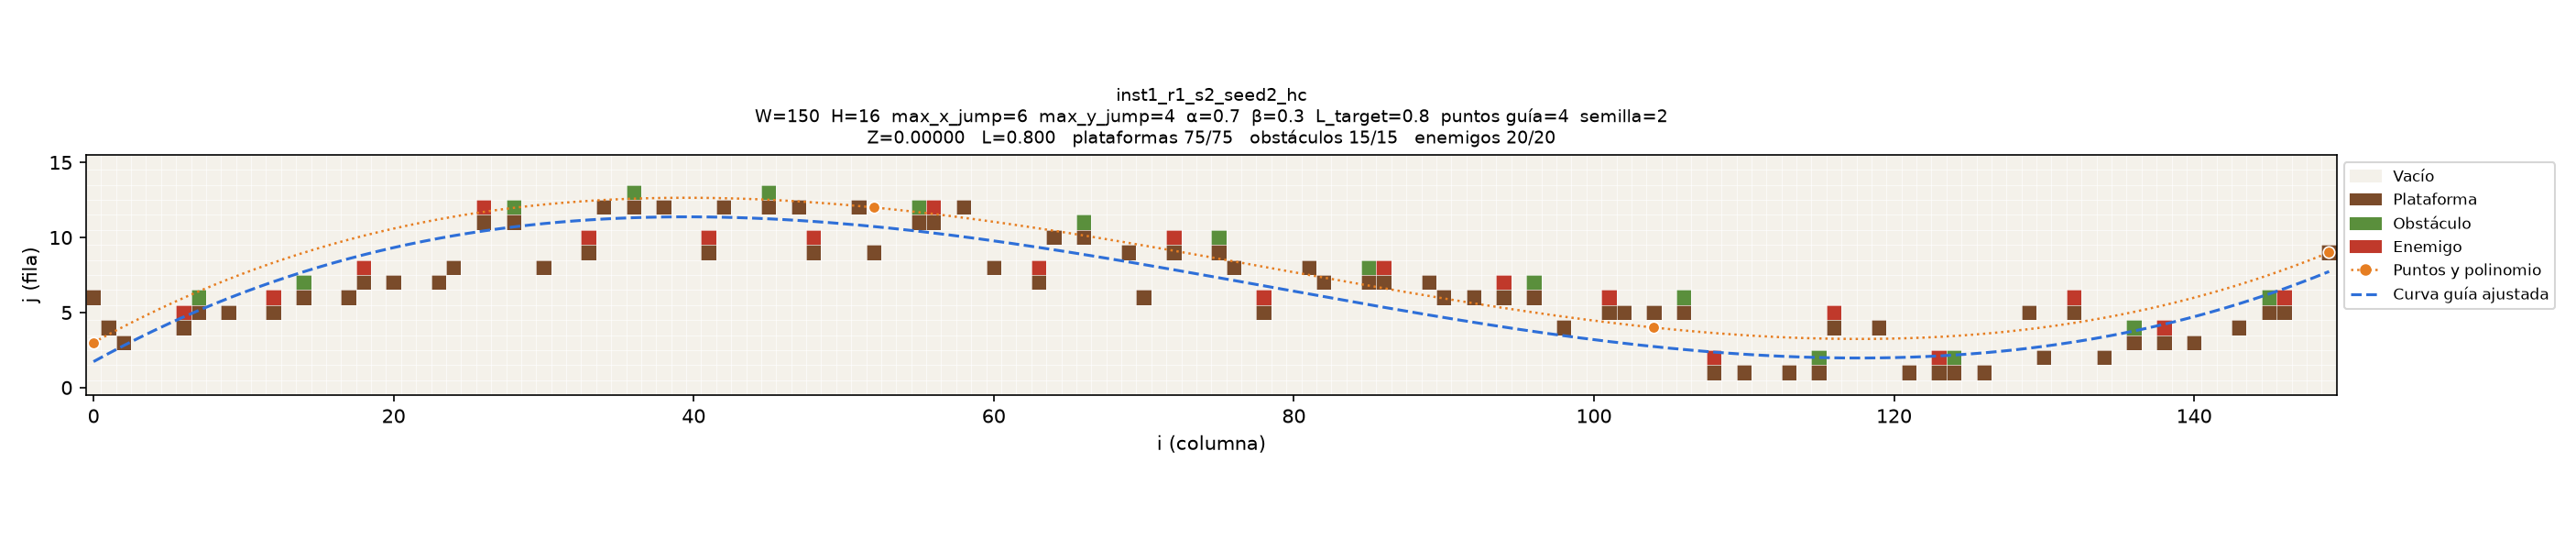 inst1_r1_s2_seed2_hc
W=150  H=16  max_x_jump=6  max_y_jump=4  α=0.7  β=0.3  L_target=0.8  puntos guía=4  semilla=2
Z=0.00000   L=0.800   plataformas 75/75   obstáculos 15/15   enemigos 20/20
15
10
5
0
j (fila)
0 20 40 60 80 100 120 140
i (columna)
Vacío
Plataforma
Obstáculo
Enemigo
Puntos y polinomio
Curva guía ajustada